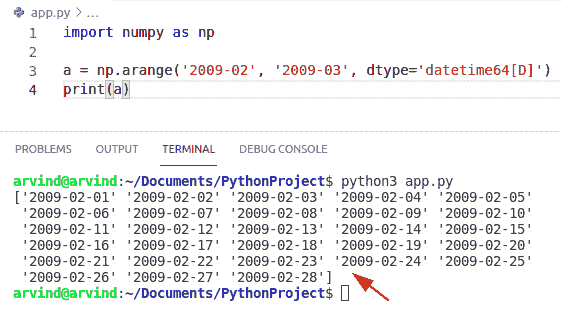 app.py > ...
1 import numpy as np
2
3 a = np.arange('2009-02', '2009-03', dtype='datetime64[D]')
4 print(a)
PROBLEMS OUTPUT TERMINAL DEBUG CONSOLE
arvind@arvind:~/Documents/PythonProject$ python3 app.py
['2009-02-01' '2009-02-02' '2009-02-03' '2009-02-04' '2009-02-05'
'2009-02-06' '2009-02-07' '2009-02-08' '2009-02-09' '2009-02-10'
'2009-02-11' '2009-02-12' '2009-02-13' '2009-02-14' '2009-02-15'
'2009-02-16' '2009-02-17' '2009-02-18' '2009-02-19' '2009-02-20'
'2009-02-21' '2009-02-22' '2009-02-23' '2009-02-24' '2009-02-25'
'2009-02-26' '2009-02-27' '2009-02-28']
arvind@arvind:~/Documents/PythonProject$